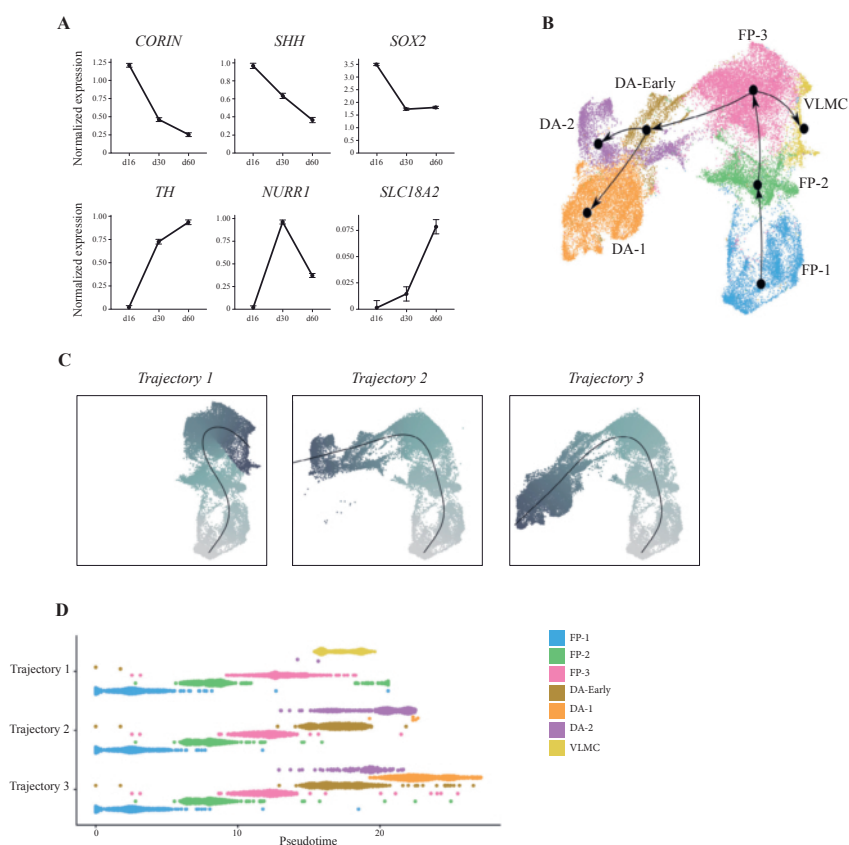 A
CORIN SHH SOX2
Normalized expression
1.25
1.00
0.75
0.50
0.25
0
d16 d30 d60
1.0
0.8
0.6
0.4
0.2
0
d16 d30 d60
3.5
3.0
2.5
2.0
1.5
1.0
0.5
0
d16 d30 d60
TH NURR1 SLC18A2
Normalized expression
0.75
0.50
0.25
0
d16 d30 d60
0.75
0.50
0.25
0
d16 d30 d60
0.075
0.050
0.025
0
d16 d30 d60
B
FP-3
DA-Early
VLMC
DA-2
FP-2
DA-1
FP-1
C
Trajectory 1 Trajectory 2 Trajectory 3
D
Trajectory 1
Trajectory 2
Trajectory 3
0 10 20
Pseudotime
FP-1
FP-2
FP-3
DA-Early
DA-1
DA-2
VLMC